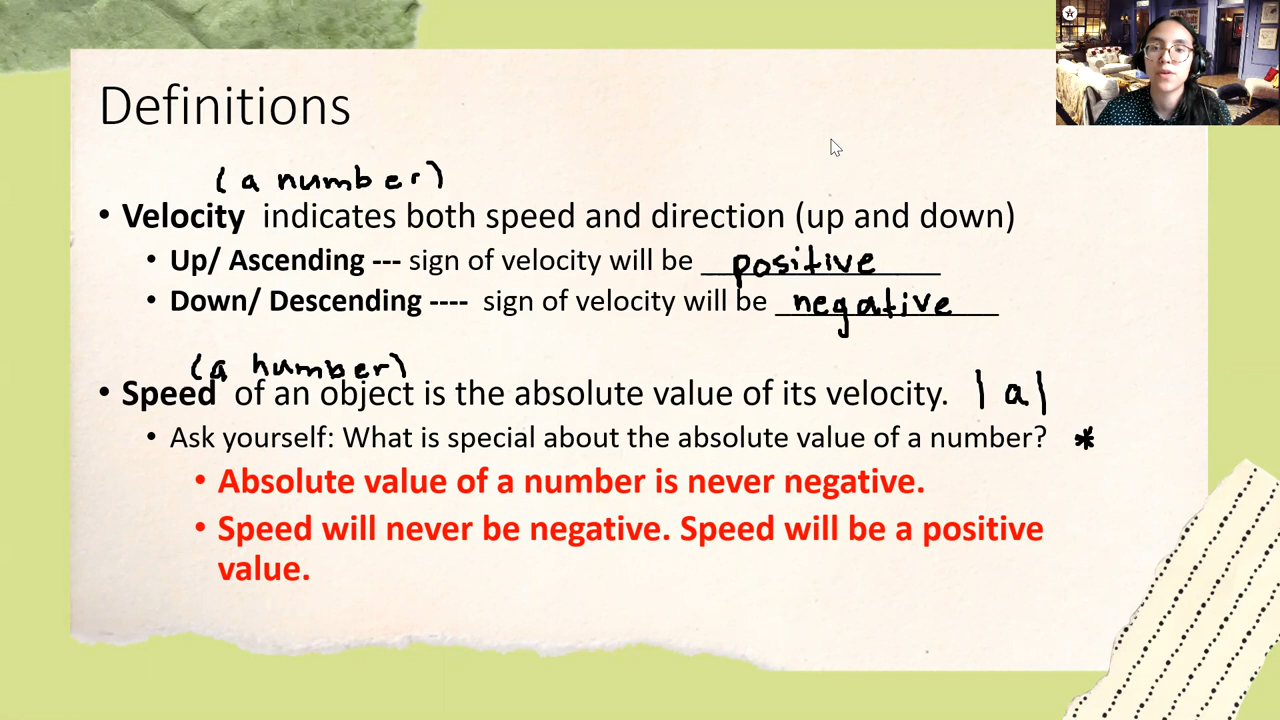 Definitions
(a number)
• Velocity indicates both speed and direction (up and down)
• Up/ Ascending --- sign of velocity will be positive
• Down/ Descending ---- sign of velocity will be negative
(a number)
• Speed of an object is the absolute value of its velocity. |a|
• Ask yourself: What is special about the absolute value of a number? *
• Absolute value of a number is never negative.
• Speed will never be negative. Speed will be a positive
value.